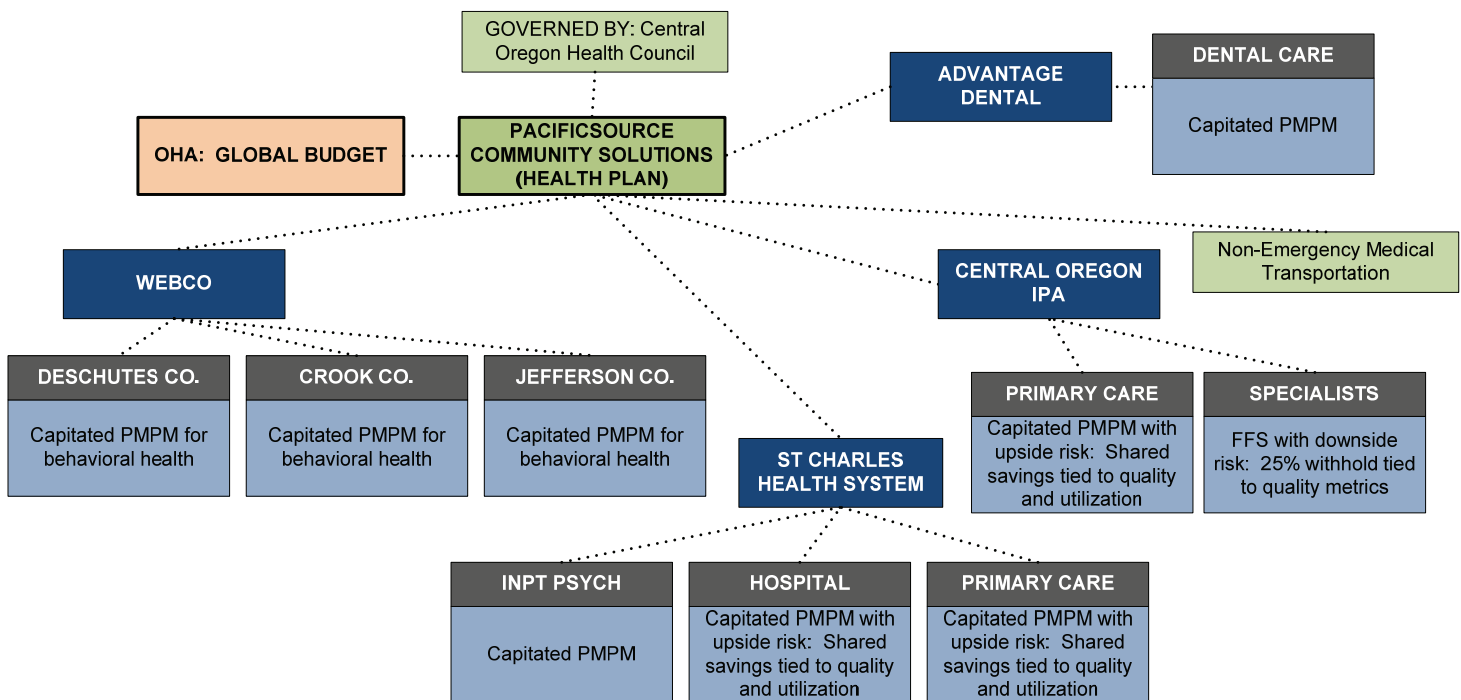 GOVERNED BY: Central
Oregon Health Council
ADVANTAGE
DENTAL
DENTAL CARE
Capitated PMPM
OHA: GLOBAL BUDGET
PACIFICSOURCE
COMMUNITY SOLUTIONS
(HEALTH PLAN)
Non-Emergency Medical
Transportation
WEBCO
CENTRAL OREGON
IPA
DESCHUTES CO.
Capitated PMPM for
behavioral health
CROOK CO.
Capitated PMPM for
behavioral health
JEFFERSON CO.
Capitated PMPM for
behavioral health
PRIMARY CARE
Capitated PMPM with
upside risk: Shared
savings tied to quality
and utilization
SPECIALISTS
FFS with downside
risk: 25% withhold tied
to quality metrics
ST CHARLES
HEALTH SYSTEM
INPT PSYCH
Capitated PMPM
HOSPITAL
Capitated PMPM with
upside risk: Shared
savings tied to quality
and utilization
PRIMARY CARE
Capitated PMPM with
upside risk: Shared
savings tied to quality
and utilization